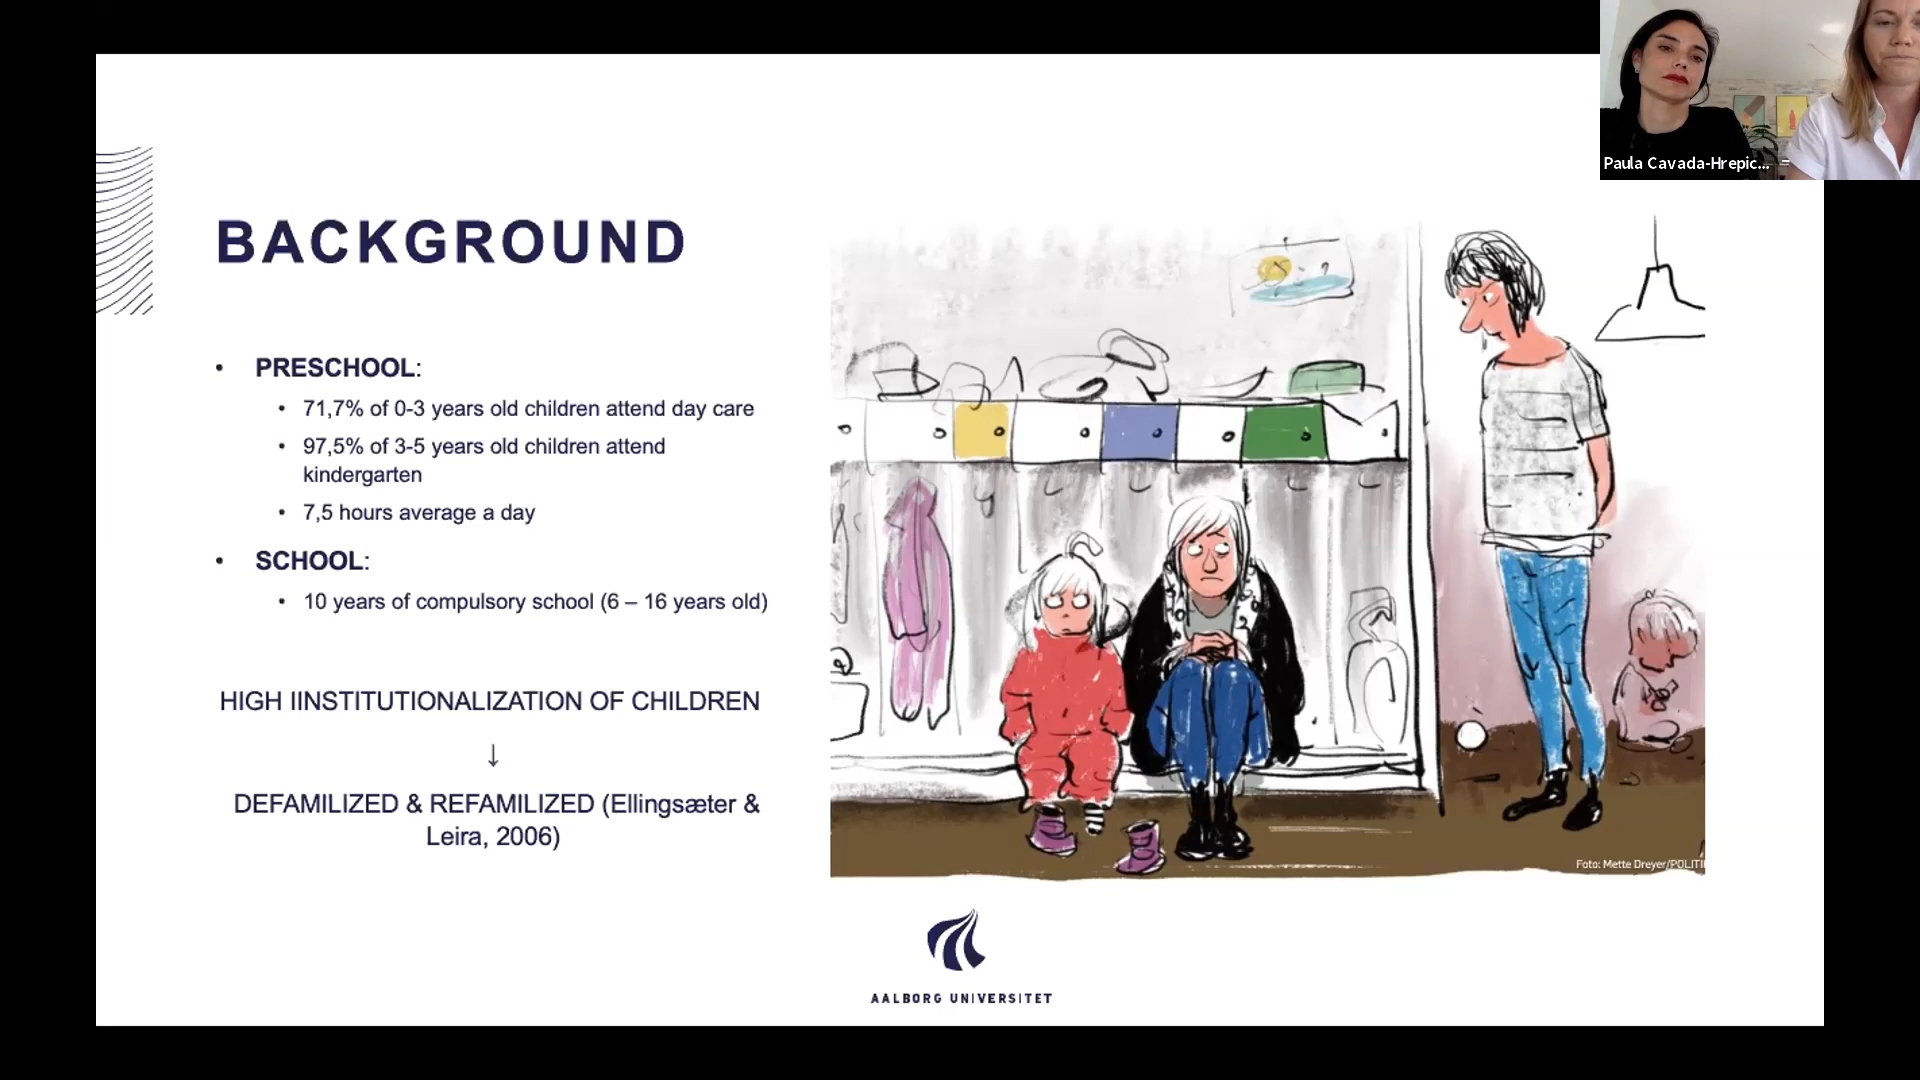 Paula Cavada-Hrepic...
BACKGROUND
• PRESCHOOL:
• 71,7% of 0-3 years old children attend day care
• 97,5% of 3-5 years old children attend
kindergarten
• 7,5 hours average a day
• SCHOOL:
• 10 years of compulsory school (6 – 16 years old)
HIGH IINSTITUTIONALIZATION OF CHILDREN
↓
DEFAMILIZED & REFAMILIZED (Ellingsæter &
Leira, 2006)
Foto: Mette Dreyer/POLITI
AALBORG UNIVERSITET